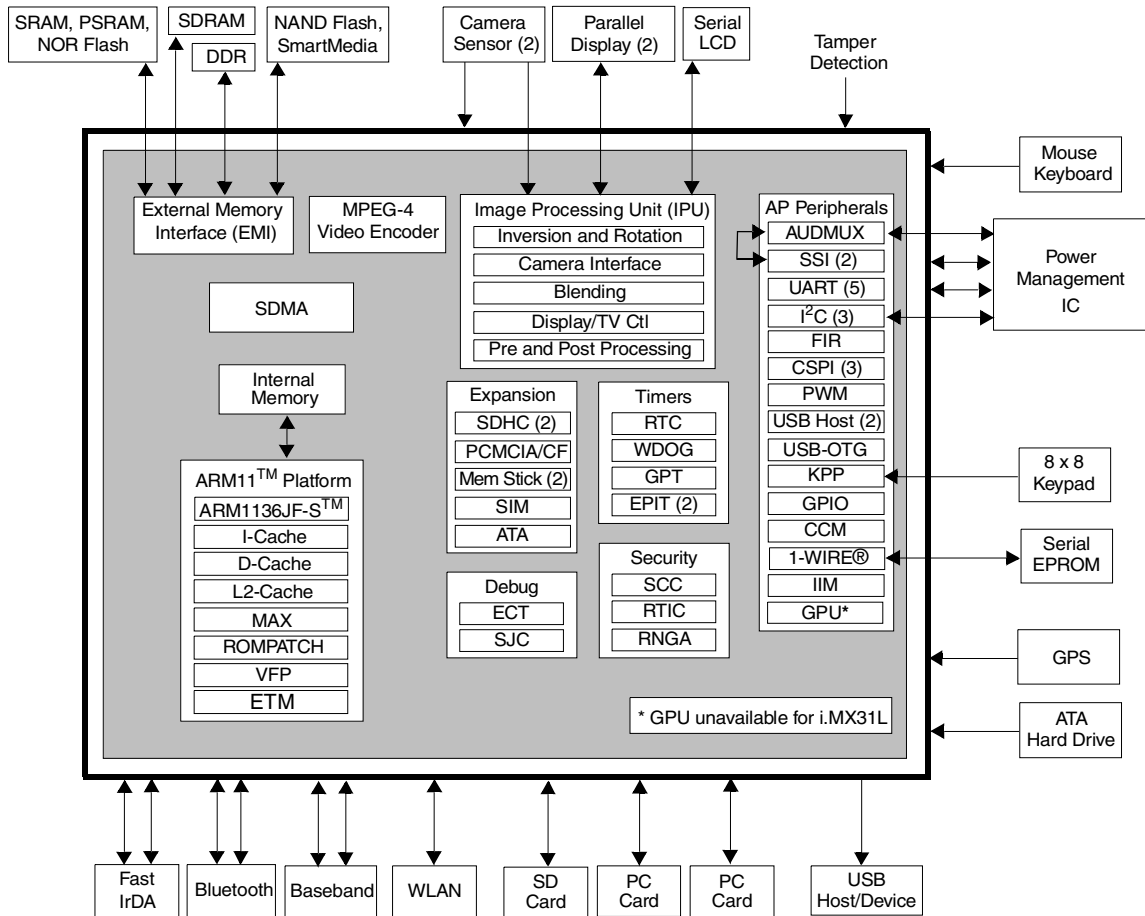 SRAM, PSRAM,
NOR Flash
SDRAM
DDR
NAND Flash,
SmartMedia
Camera
Sensor (2)
Parallel
Display (2)
Serial
LCD
Tamper
Detection
External Memory
Interface (EMI)
MPEG-4
Video Encoder
Image Processing Unit (IPU)
Inversion and Rotation
Camera Interface
Blending
Display/TV Ctl
Pre and Post Processing
AP Peripherals
AUDMUX
SSI (2)
UART (5)
I²C (3)
FIR
CSPI (3)
PWM
USB Host (2)
USB-OTG
KPP
GPIO
CCM
1-WIRE®
IIM
GPU*
Mouse
Keyboard
Power
Management
IC
8 x 8
Keypad
Serial
EPROM
GPS
ATA
Hard Drive
SDMA
Internal
Memory
ARM11™ Platform
ARM1136JF-S™
I-Cache
D-Cache
L2-Cache
MAX
ROMPATCH
VFP
ETM
Expansion
SDHC (2)
PCMCIA/CF
Mem Stick (2)
SIM
ATA
Timers
RTC
WDOG
GPT
EPIT (2)
Debug
ECT
SJC
Security
SCC
RTIC
RNGA
* GPU unavailable for i.MX31L
Fast
IrDA
Bluetooth
Baseband
WLAN
SD
Card
PC
Card
PC
Card
USB
Host/Device